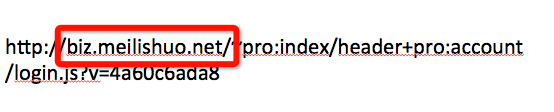 http://biz.meilishuo.net/~pro:index/header+pro:account
/login.js?v=4a60c6ada8